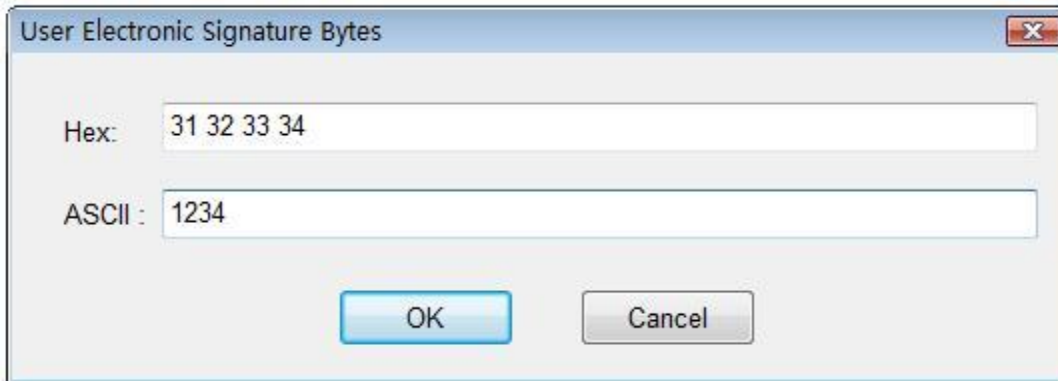 User Electronic Signature Bytes
Hex: 31 32 33 34
ASCII : 1234
OK Cancel